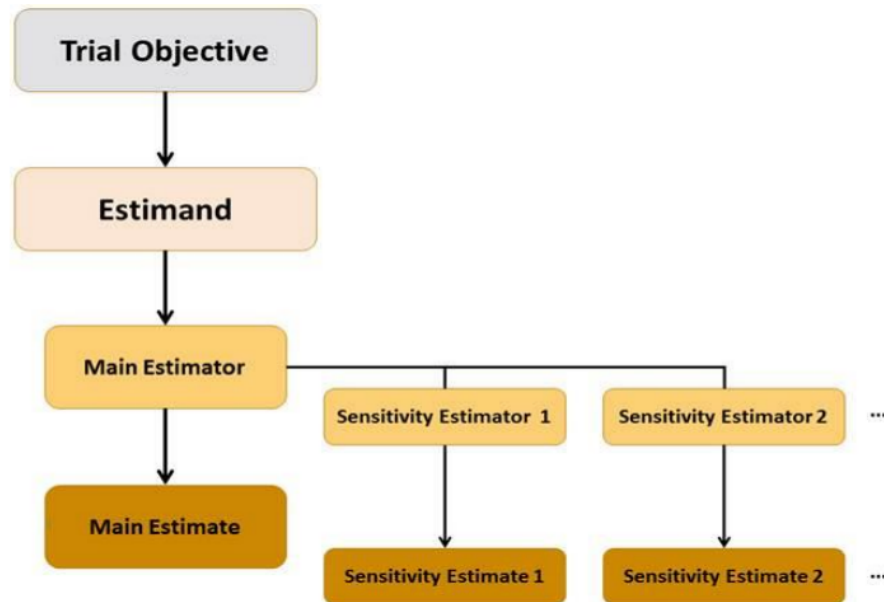 Trial Objective
Estimand
Main Estimator
Sensitivity Estimator 1
Sensitivity Estimator 2
...
Main Estimate
Sensitivity Estimate 1
Sensitivity Estimate 2
...